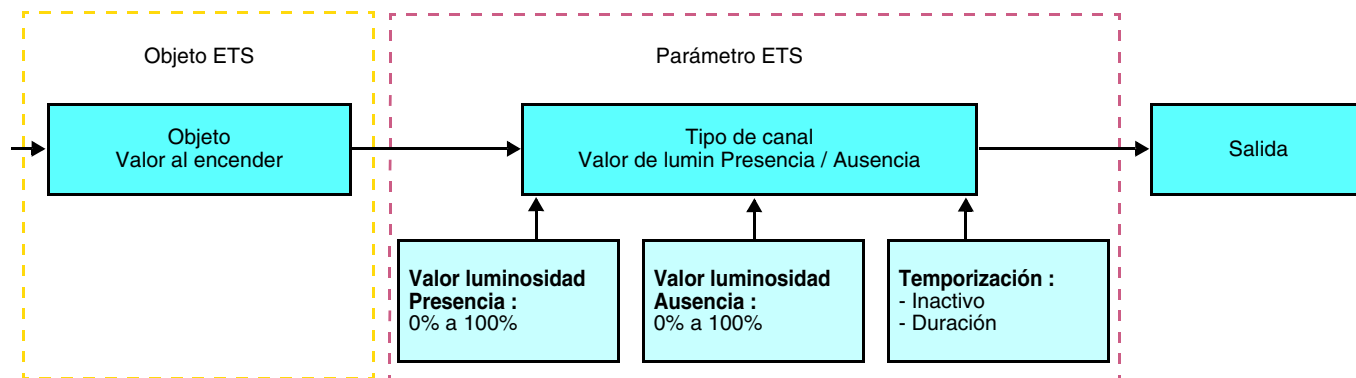 Objeto ETS
Parámetro ETS
Objeto
Valor al encender
Tipo de canal
Valor de lumin Presencia / Ausencia
Salida
Valor luminosidad
Presencia :
0% a 100%
Valor luminosidad
Ausencia :
0% a 100%
Temporización :
- Inactivo
- Duración